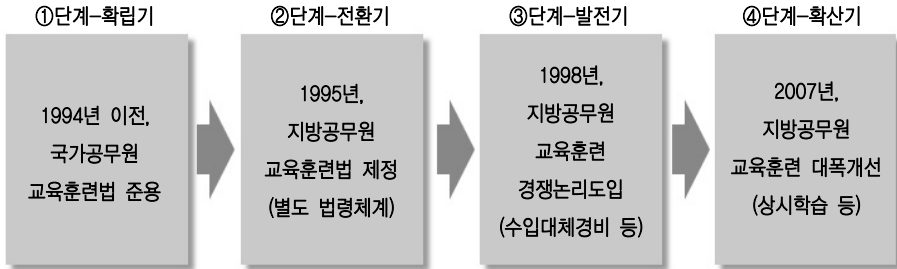 ①단계-확립기
1994년 이전,
국가공무원
교육훈련법 준용
②단계-전환기
1995년,
지방공무원
교육훈련법 제정
(별도 법령체계)
③단계-발전기
1998년,
지방공무원
교육훈련
경쟁논리도입
(수입대체경비 등)
④단계-확산기
2007년,
지방공무원
교육훈련 대폭개선
(상시학습 등)